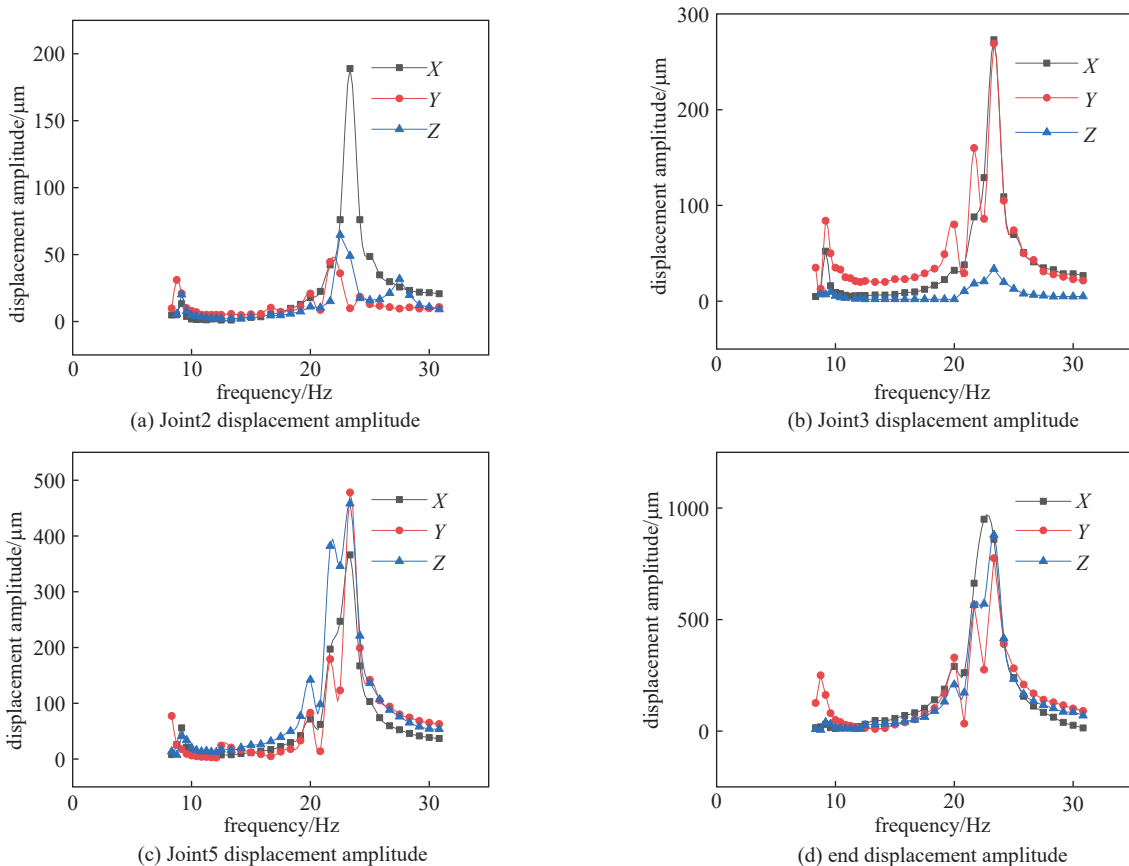 200
150
100
50
0
displacement amplitude/μm
X
Y
Z
0 10 20 30
frequency/Hz
(a) Joint2 displacement amplitude
300
200
100
0
displacement amplitude/μm
X
Y
Z
0 10 20 30
frequency/Hz
(b) Joint3 displacement amplitude
500
400
300
200
100
0
displacement amplitude/μm
X
Y
Z
0 10 20 30
frequency/Hz
(c) Joint5 displacement amplitude
1000
500
0
displacement amplitude/μm
X
Y
Z
0 10 20 30
frequency/Hz
(d) end displacement amplitude